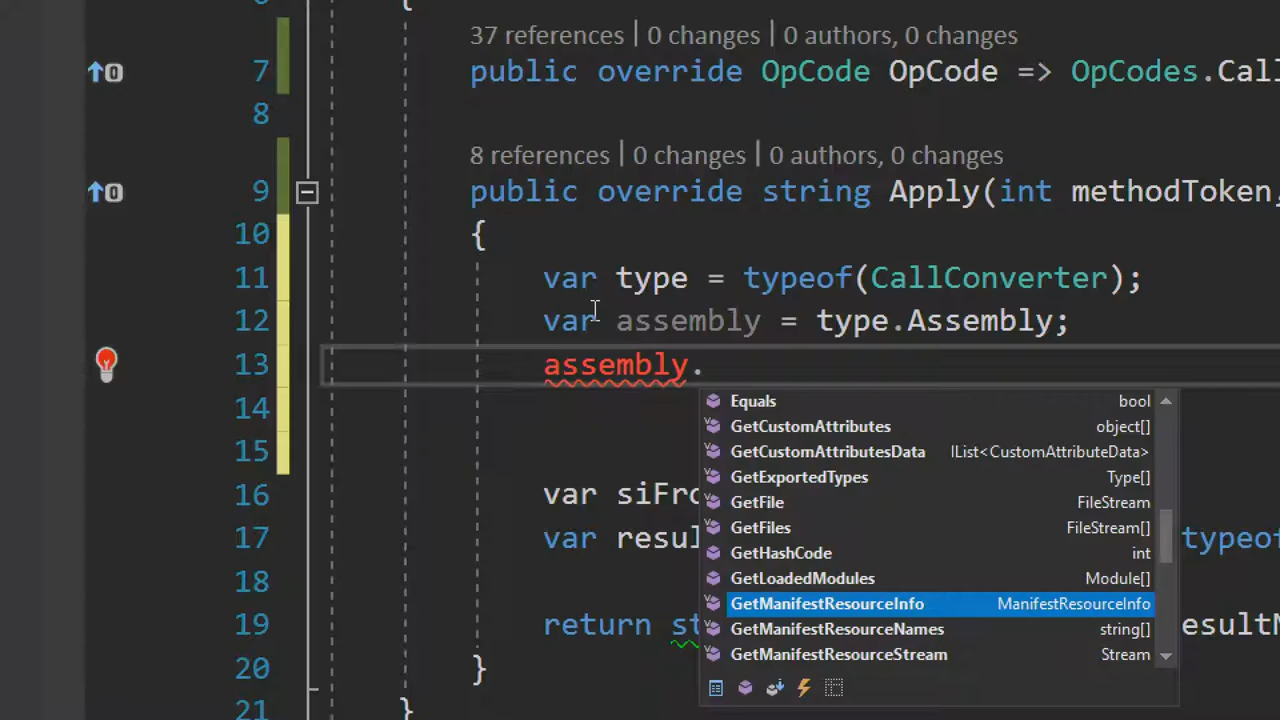 37 references | 0 changes | 0 authors, 0 changes
7 public override OpCode OpCode => OpCodes.Call
8
8 references | 0 changes | 0 authors, 0 changes
9 public override string Apply(int methodToken,
10 {
11 var type = typeof(CallConverter);
12 var assembly = type.Assembly;
13 assembly.
Equals bool
14 GetCustomAttributes object[]
GetCustomAttributesData IList<CustomAttributeData>
15 GetExportedTypes Type[]
16 var siFro GetFile FileStream
17 var resul GetFiles FileStream[] typeof
GetHashCode int
18 GetLoadedModules Module[]
GetManifestResourceInfo ManifestResourceInfo
19 return st GetManifestResourceNames string[] esultM
20 } GetManifestResourceStream Stream
21 }